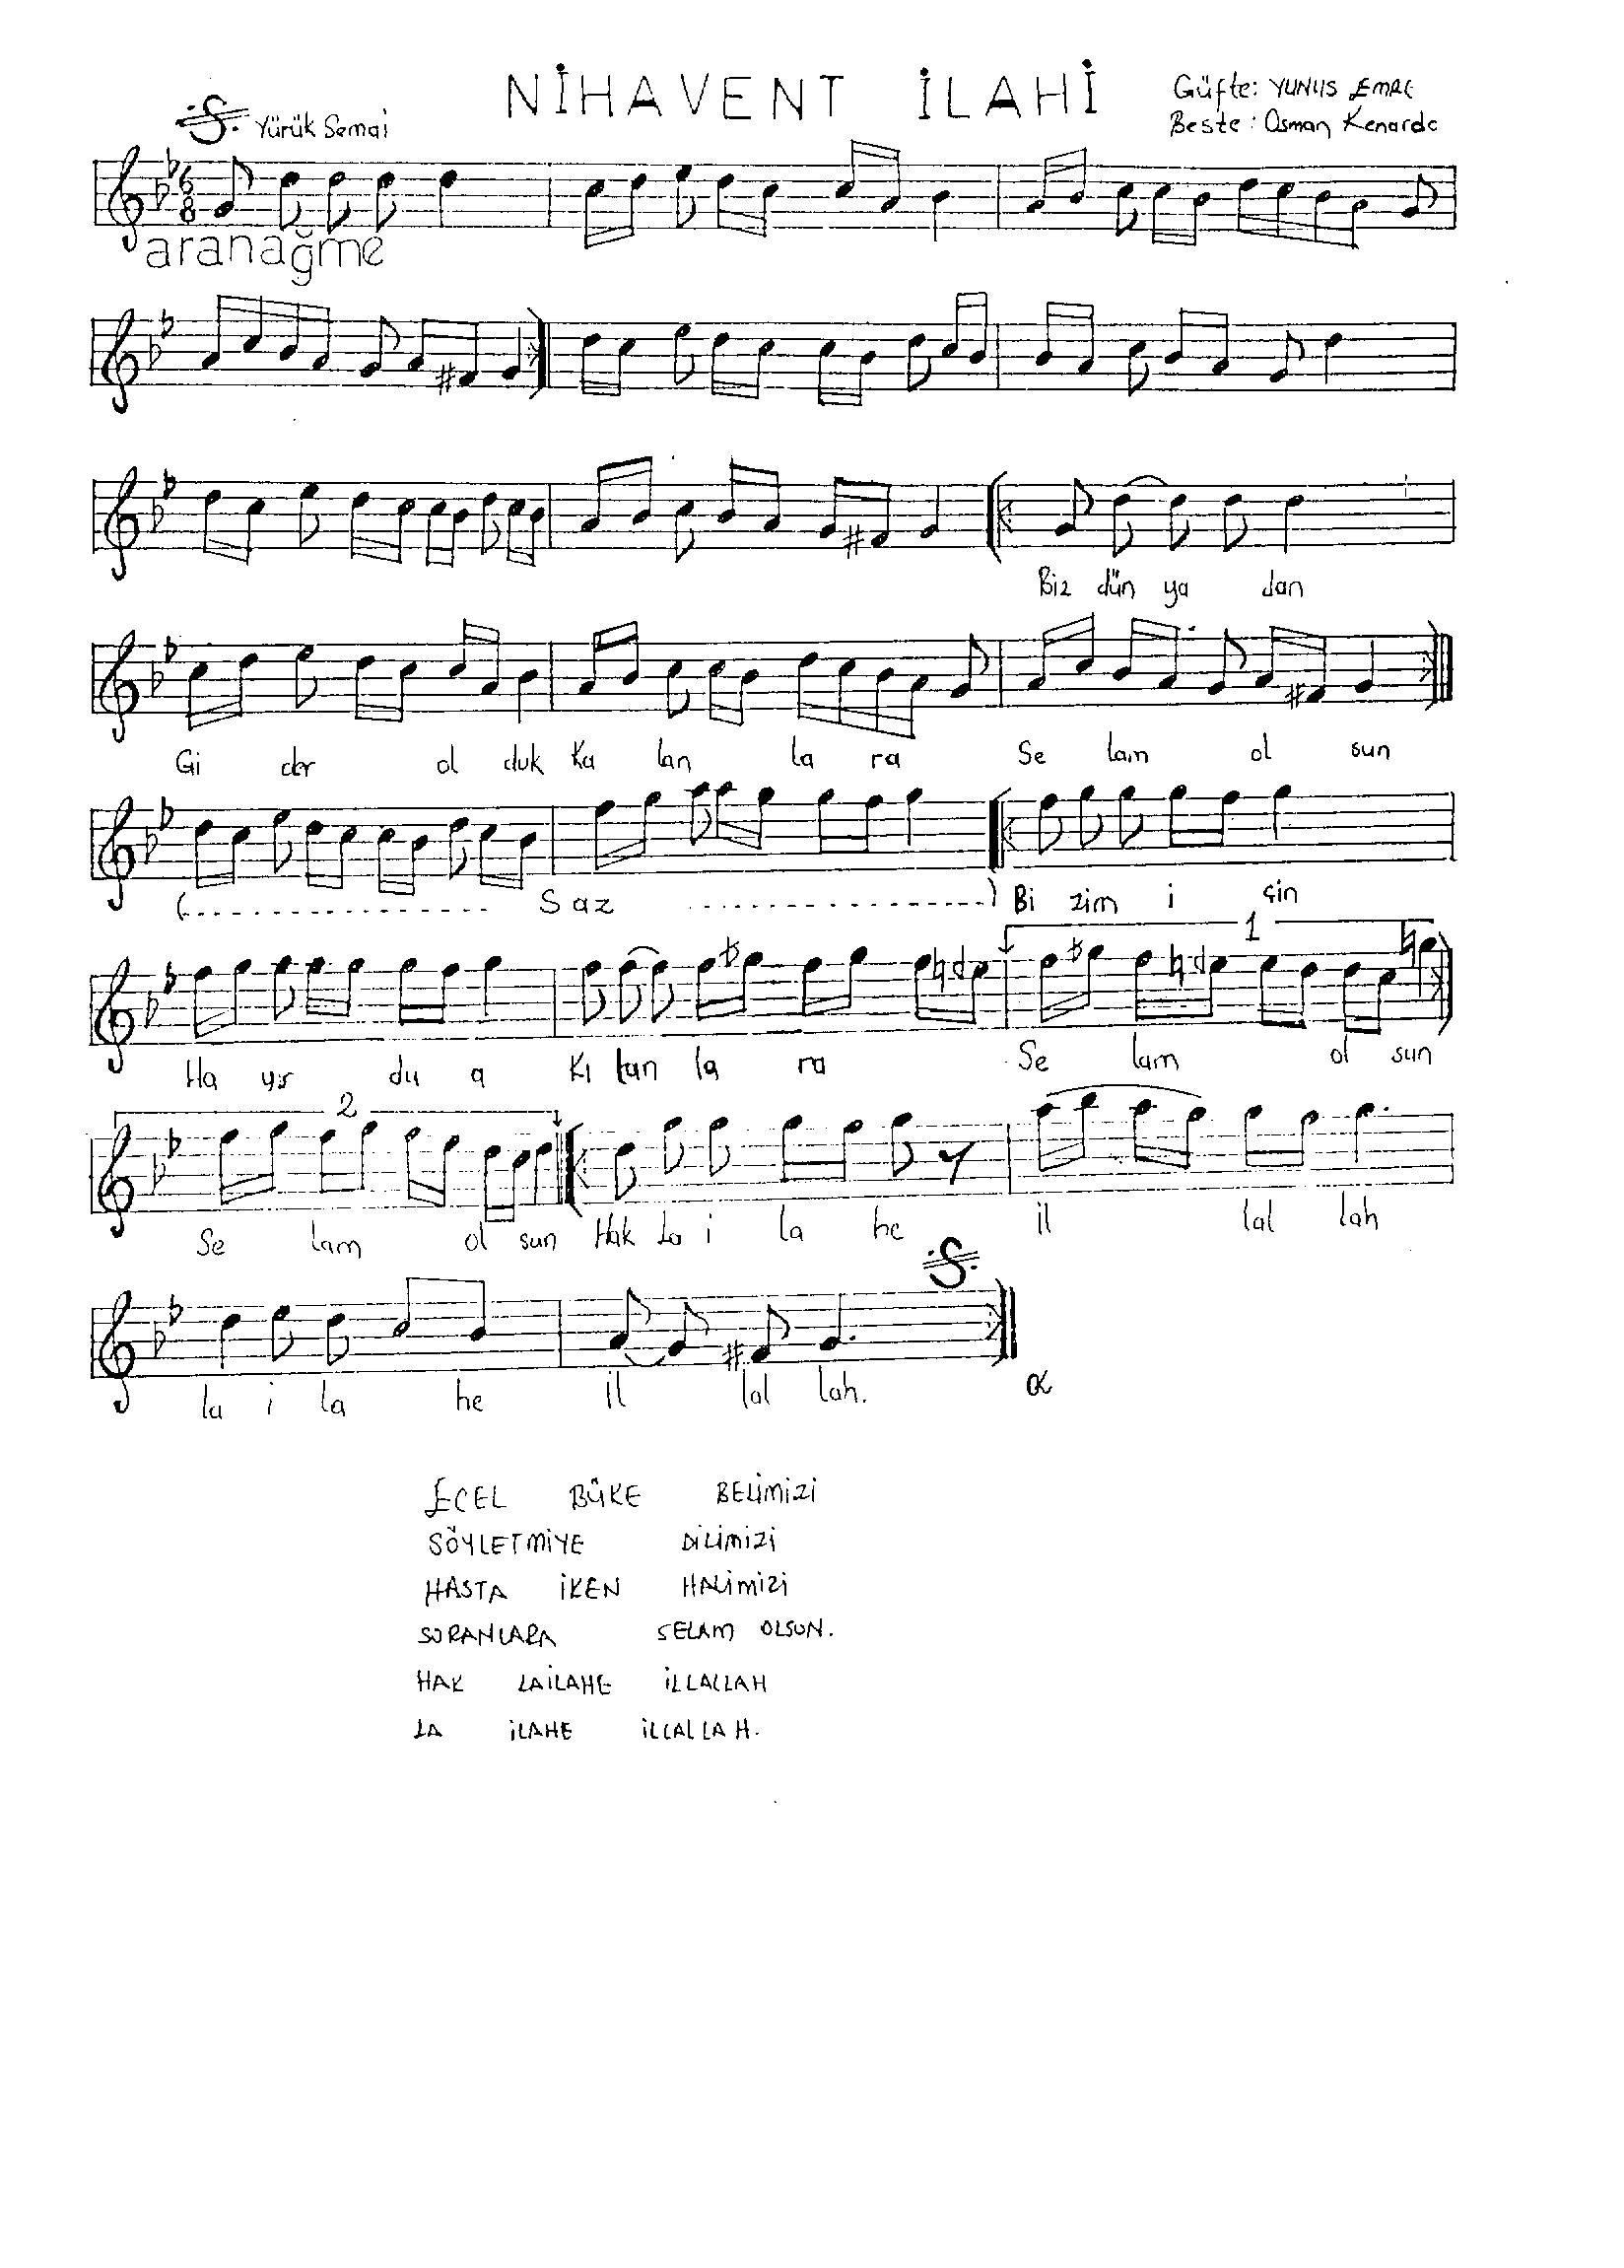 NİHAVENT İLAHİ
Güfte: YUNUS EMRE
Yürük Semai
Beste: Osman Kenarde
6/8
aranağme
Biz dün ya dan
Gi der ol duk Ka lan la ra Se lam ol sun
(---------------- Saz ----------------) Bi zim i çin
1
Ha yır du a Kı lan la ra Se lam ol sun
2
Se lam ol sun Hak La i la he il lal lah
la i la he il lal lah.
ECEL BÜKE BELİMİZİ
SÖYLETMİYE DİLİMİZİ
HASTA İKEN HALİMİZİ
SORANLARA SELAM OLSUN.
HAK LAİLAHE İLLALLAH
LA İLAHE İLLALLAH.